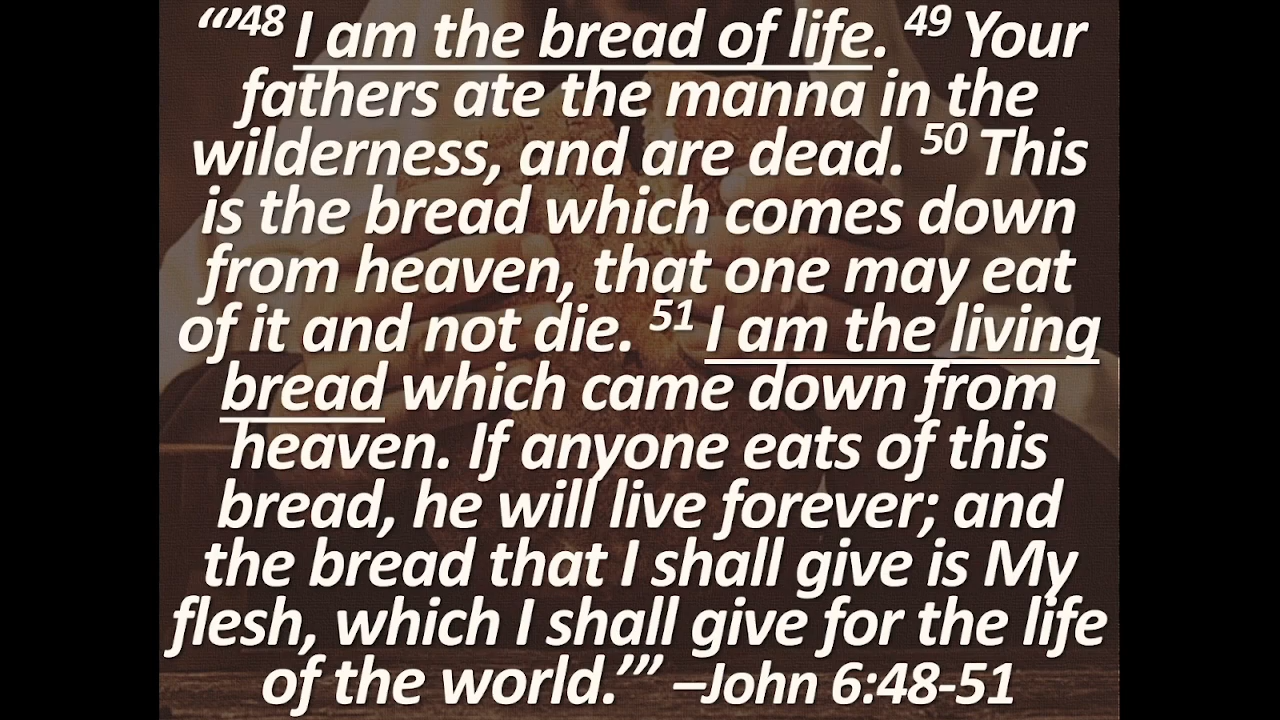 “‘”48 I am the bread of life. 49 Your
fathers ate the manna in the
wilderness, and are dead. 50 This
is the bread which comes down
from heaven, that one may eat
of it and not die. 51 I am the living
bread which came down from
heaven. If anyone eats of this
bread, he will live forever; and
the bread that I shall give is My
flesh, which I shall give for the life
of the world.’” –John 6:48-51